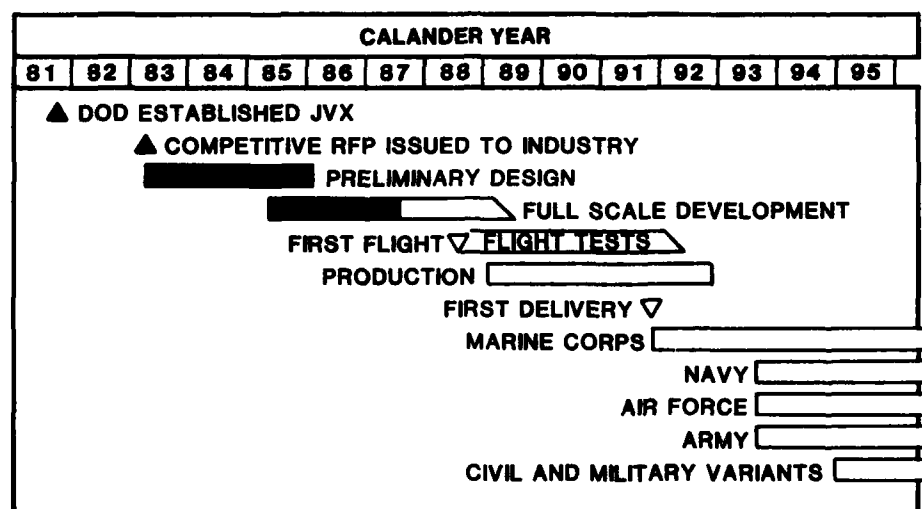 CALANDER YEAR
81 82 83 84 85 86 87 88 89 90 91 92 93 94 95
DOD ESTABLISHED JVX
COMPETITIVE RFP ISSUED TO INDUSTRY
PRELIMINARY DESIGN
FULL SCALE DEVELOPMENT
FIRST FLIGHT FLIGHT TESTS
PRODUCTION
FIRST DELIVERY
MARINE CORPS
NAVY
AIR FORCE
ARMY
CIVIL AND MILITARY VARIANTS